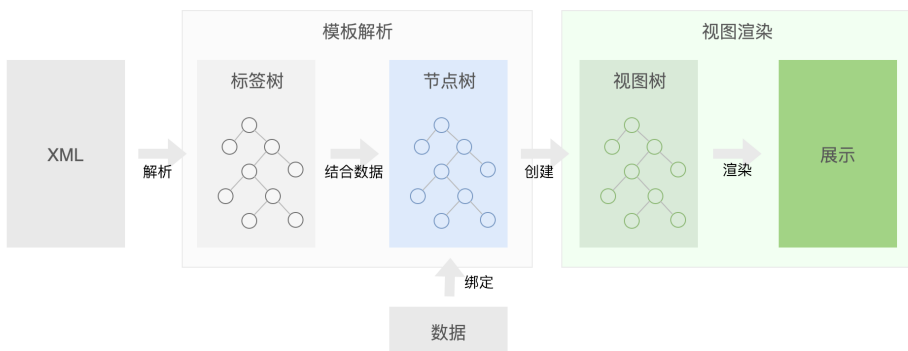 模板解析
视图渲染
标签树
节点树
视图树
XML
展示
解析
结合数据
创建
渲染
绑定
数据